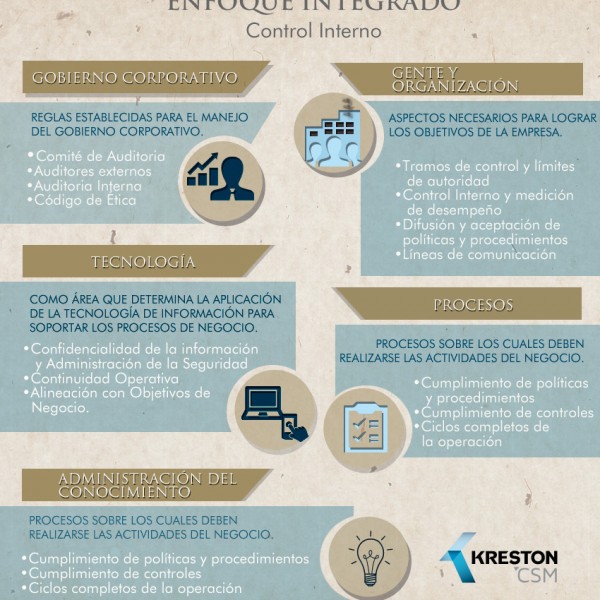 ENFOQUE INTEGRADO
Control Interno
GOBIERNO CORPORATIVO
REGLAS ESTABLECIDAS PARA EL MANEJO
DEL GOBIERNO CORPORATIVO.
•Comité de Auditoria
•Auditores externos
•Auditoria Interna
•Código de Ética
GENTE Y
ORGANIZACIÓN
ASPECTOS NECESARIOS PARA LOGRAR
LOS OBJETIVOS DE LA EMPRESA.
•Tramos de control y límites
de autoridad
•Control Interno y medición
de desempeño
•Difusión y aceptación de
políticas y procedimientos
•Líneas de comunicación
TECNOLOGÍA
COMO ÁREA QUE DETERMINA LA APLICACIÓN
DE LA TECNOLOGÍA DE INFORMACIÓN PARA
SOPORTAR LOS PROCESOS DE NEGOCIO.
•Confidencialidad de la información
y Administración de la Seguridad
•Continuidad Operativa
•Alineación con Objetivos de
Negocio.
PROCESOS
PROCESOS SOBRE LOS CUALES DEBEN
REALIZARSE LAS ACTIVIDADES DEL NEGOCIO.
•Cumplimiento de políticas
y procedimientos
•Cumplimiento de controles
•Ciclos completos de
la operación
ADMINISTRACIÓN DEL
CONOCIMIENTO
PROCESOS SOBRE LOS CUALES DEBEN
REALIZARSE LAS ACTIVIDADES DEL NEGOCIO.
•Cumplimiento de políticas y procedimientos
•Cumplimiento de controles
•Ciclos completos de la operación
KRESTON
CSM